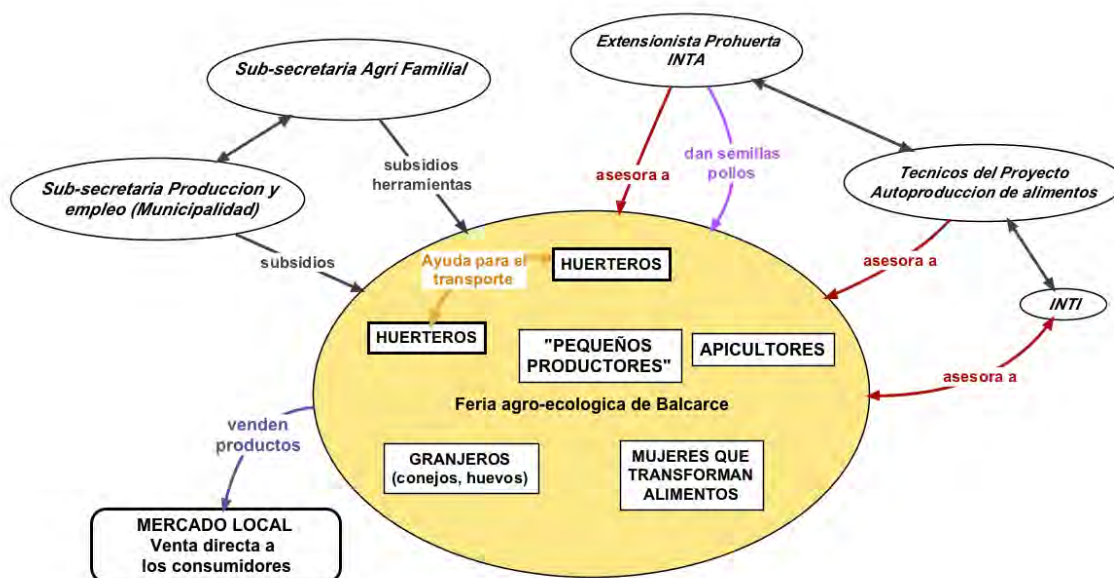 Extensionista Prohuerta
INTA
Sub-secretaria Agri Familial
Sub-secretaria Produccion y
empleo (Municipalidad)
subsidios
herramientas
asesora a
dan semillas
pollos
Tecnicos del Proyecto
Autoproduccion de alimentos
subsidios
asesora a
Ayuda para el
transporte
HUERTEROS
INTI
HUERTEROS
"PEQUEÑOS
PRODUCTORES"
APICULTORES
asesora a
Feria agro-ecologica de Balcarce
venden
productos
GRANJEROS
(conejos, huevos)
MUJERES QUE
TRANSFORMAN
ALIMENTOS
MERCADO LOCAL
Venta directa a
los consumidores